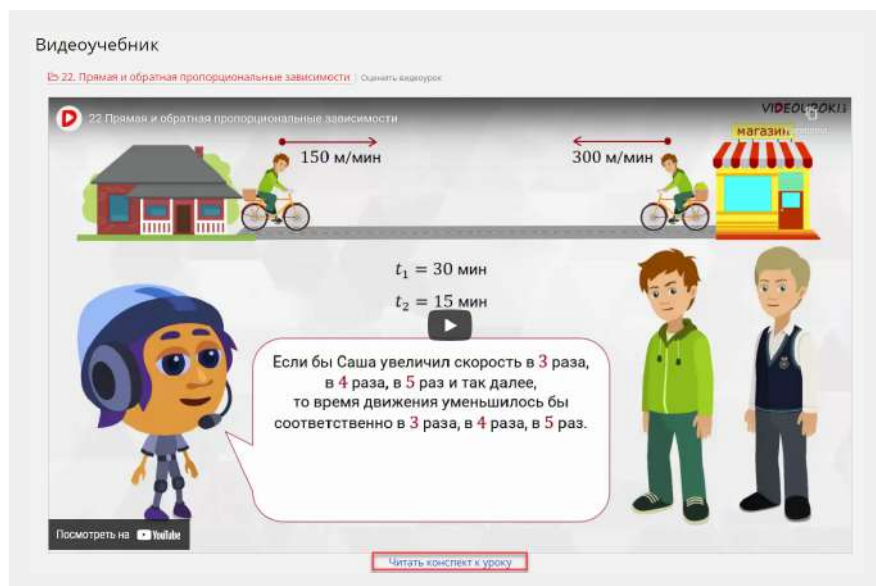 Видеоучебник
22. Прямая и обратная пропорциональные зависимости | Оценить видеоурок
22 Прямая и обратная пропорциональные зависимости
магазин
150 м/мин
300 м/мин
t₁ = 30 мин
t₂ = 15 мин
Если бы Саша увеличил скорость в 3 раза,
в 4 раза, в 5 раз и так далее,
то время движения уменьшилось бы
соответственно в 3 раза, в 4 раза, в 5 раз.
Посмотреть на YouTube
Читать конспект к уроку